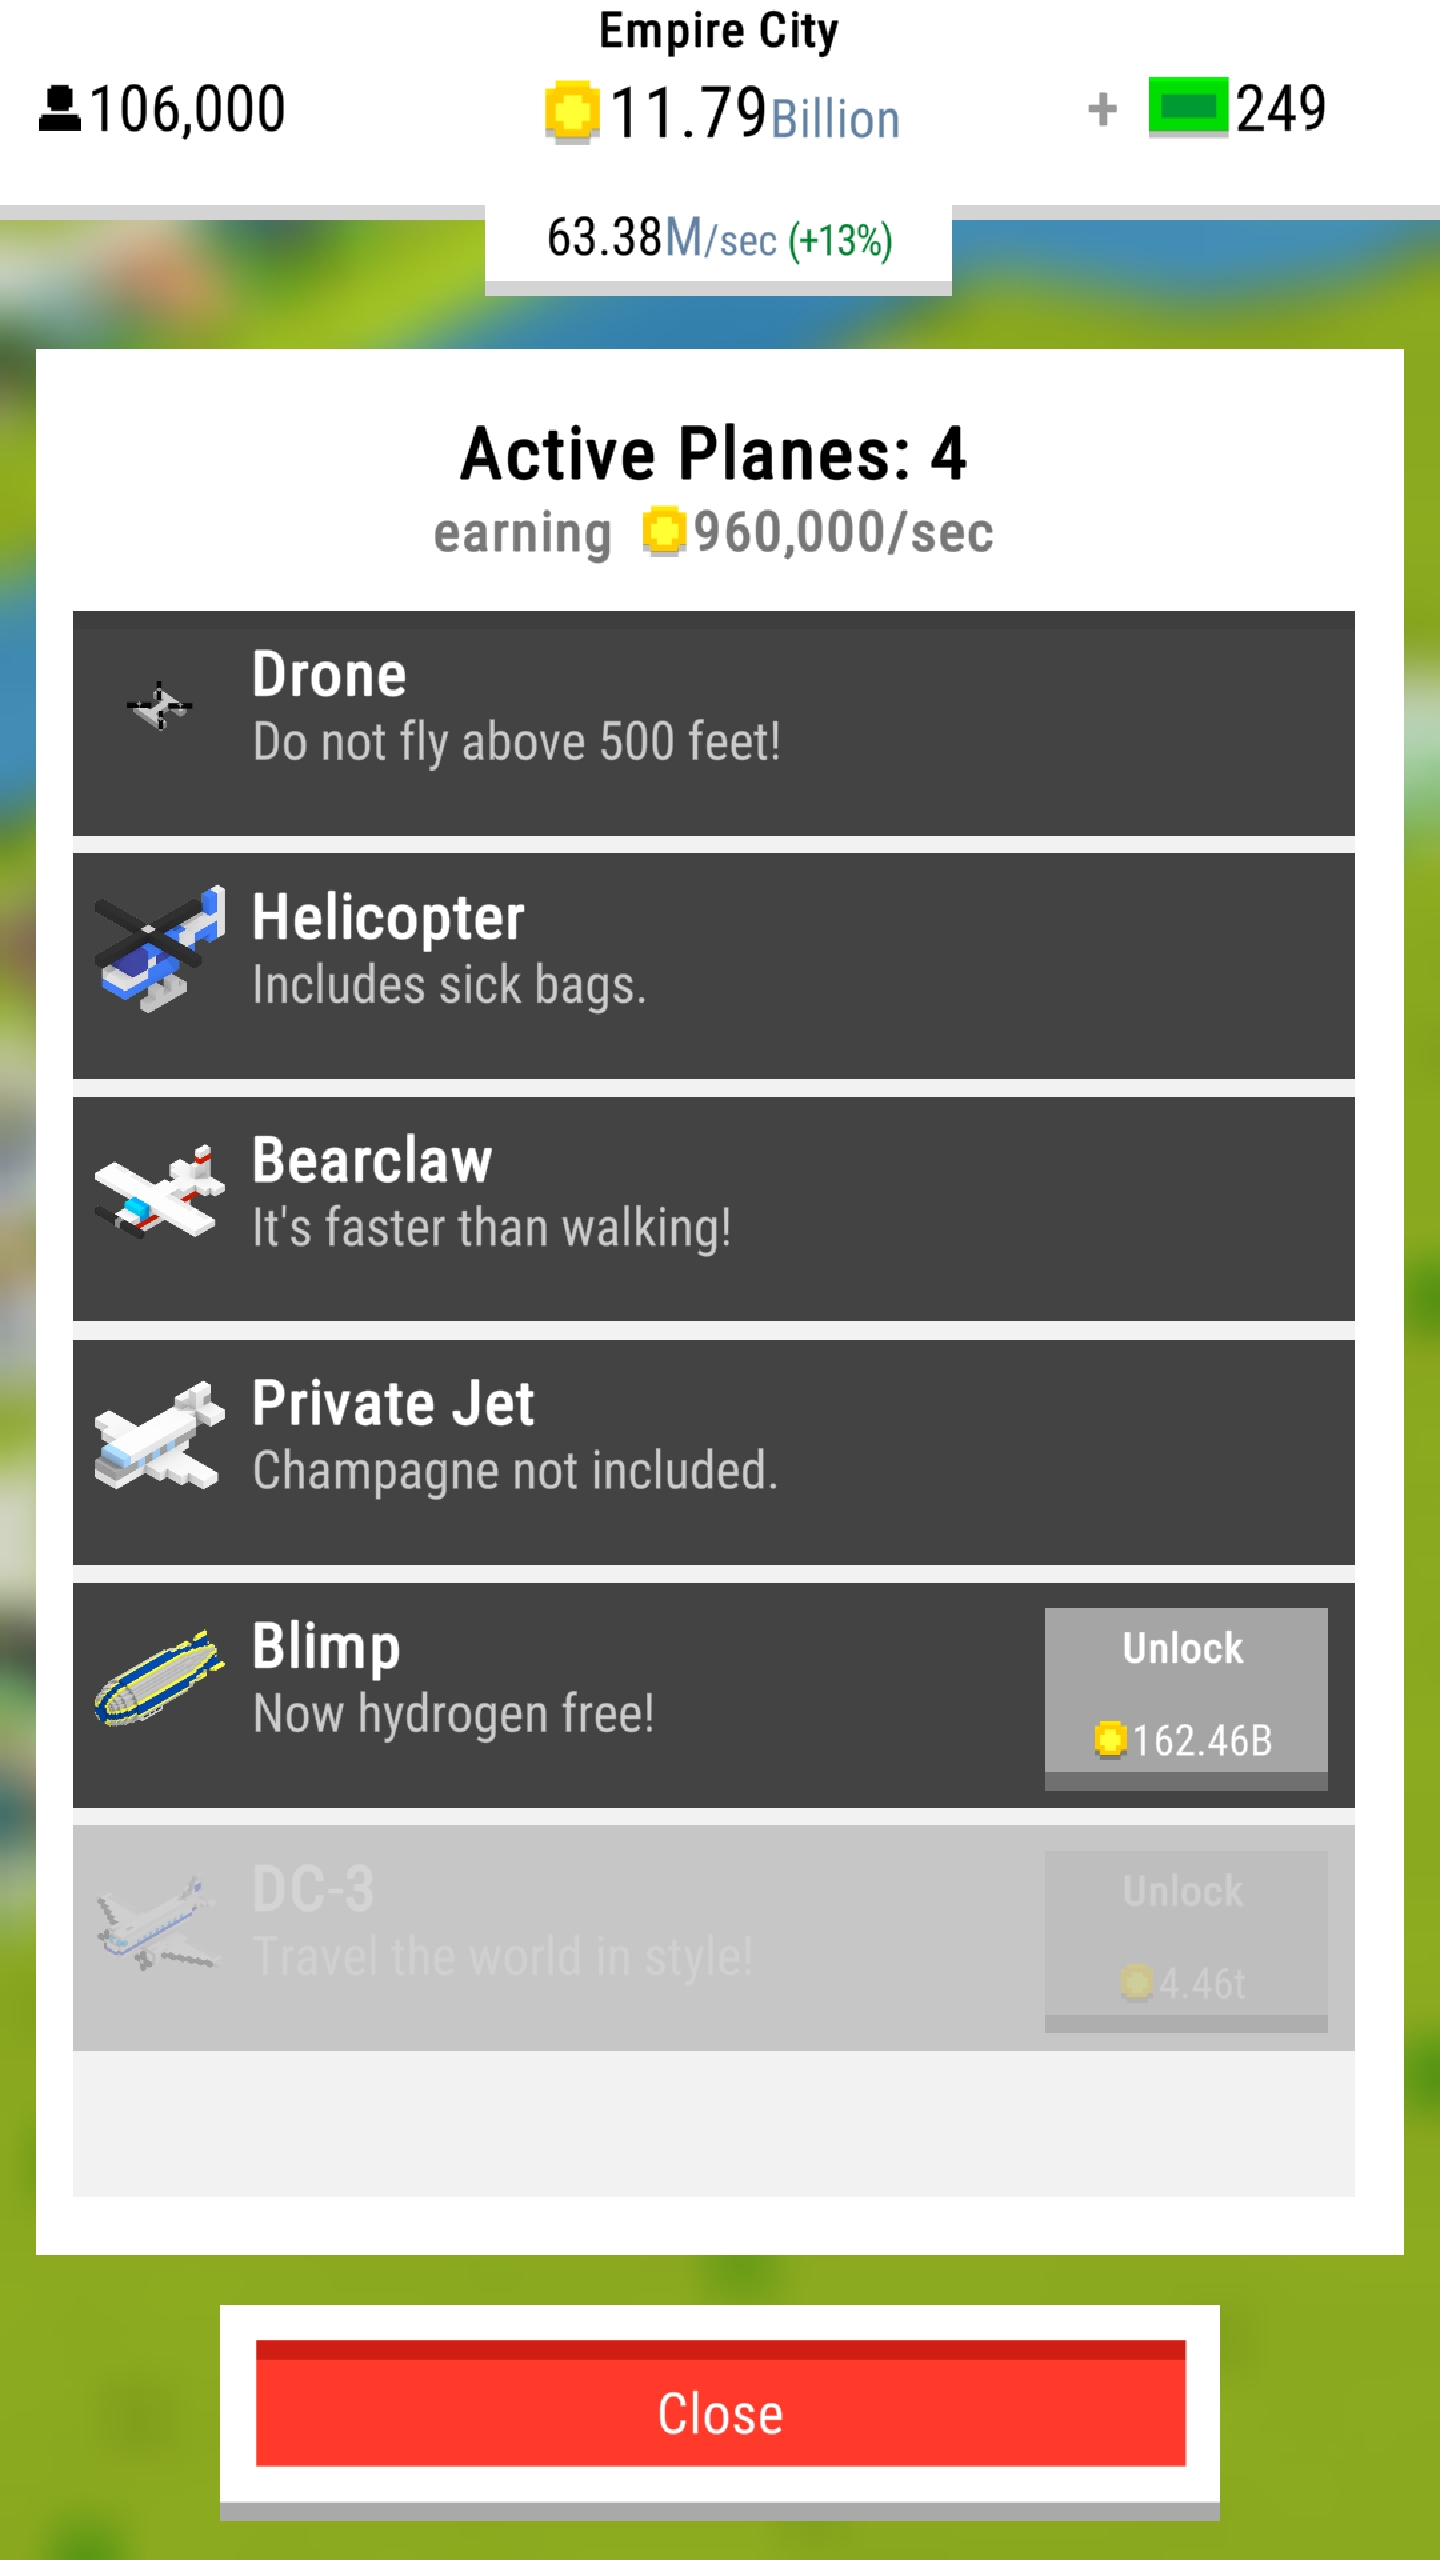 Empire City
106,000
11.79Billion
+ 249
63.38M/sec (+13%)
Active Planes: 4
earning 960,000/sec
Drone
Do not fly above 500 feet!
Helicopter
Includes sick bags.
Bearclaw
It's faster than walking!
Private Jet
Champagne not included.
Blimp
Now hydrogen free!
Unlock
162.46B
DC-3
Travel the world in style!
Unlock
4.46t
Close